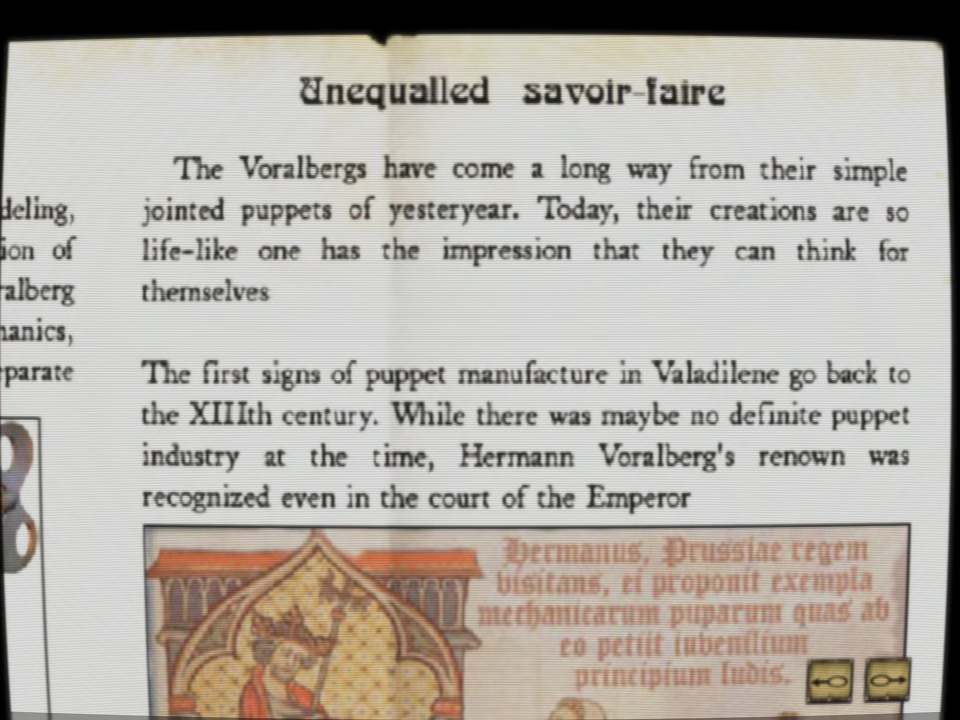 Unequalled savoir-faire
deling,
ion of
ralberg
hanics,
parate
The Voralbergs have come a long way from their simple
jointed puppets of yesteryear. Today, their creations are so
life-like one has the impression that they can think for
themselves
The first signs of puppet manufacture in Valadilene go back to
the XIIIth century. While there was maybe no definite puppet
industry at the time, Hermann Voralberg's renown was
recognized even in the court of the Emperor
Hermanus, Prussiae regem
visitans, ei proponit exempla
mechanicarum puparum quas ab
eo petiit iubentium
principium ludis.